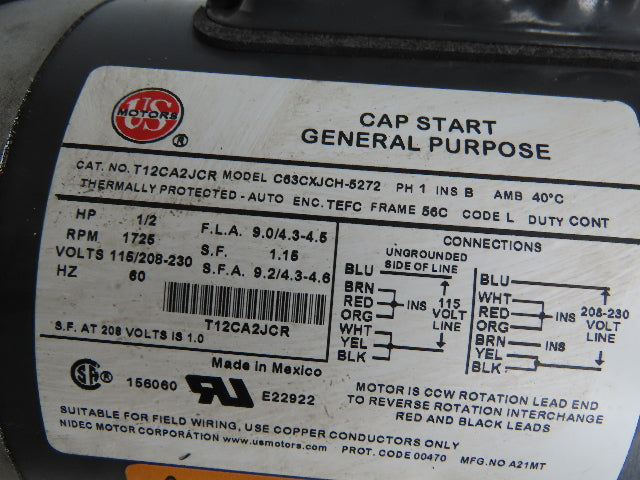 US
MOTORS
®
CAP START
GENERAL PURPOSE
CAT. NO. T12CA2JCR MODEL C63CXJCH-5272 PH 1 INS B AMB 40°C
THERMALLY PROTECTED - AUTO ENC. TEFC FRAME 56C CODE L DUTY CONT
HP 1/2 F.L.A. 9.0/4.3-4.5
RPM 1725 S.F. 1.15
VOLTS 115/208-230 S.F.A. 9.2/4.3-4.6
HZ 60
T12CA2JCR
S.F. AT 208 VOLTS IS 1.0
CONNECTIONS
UNGROUNDED
SIDE OF LINE
BLU
BRN
RED INS
ORG
WHT
YEL
BLK
115
VOLT
LINE
BLU
WHT
RED INS
ORG
BRN INS
YEL
BLK
208-230
VOLT
LINE
Made in Mexico
156060 E22922
MOTOR IS CCW ROTATION LEAD END
TO REVERSE ROTATION INTERCHANGE
RED AND BLACK LEADS
SUITABLE FOR FIELD WIRING, USE COPPER CONDUCTORS ONLY
NIDEC MOTOR CORPORATION www.usmotors.com PROT. CODE 00470 MFG.NO A21MT